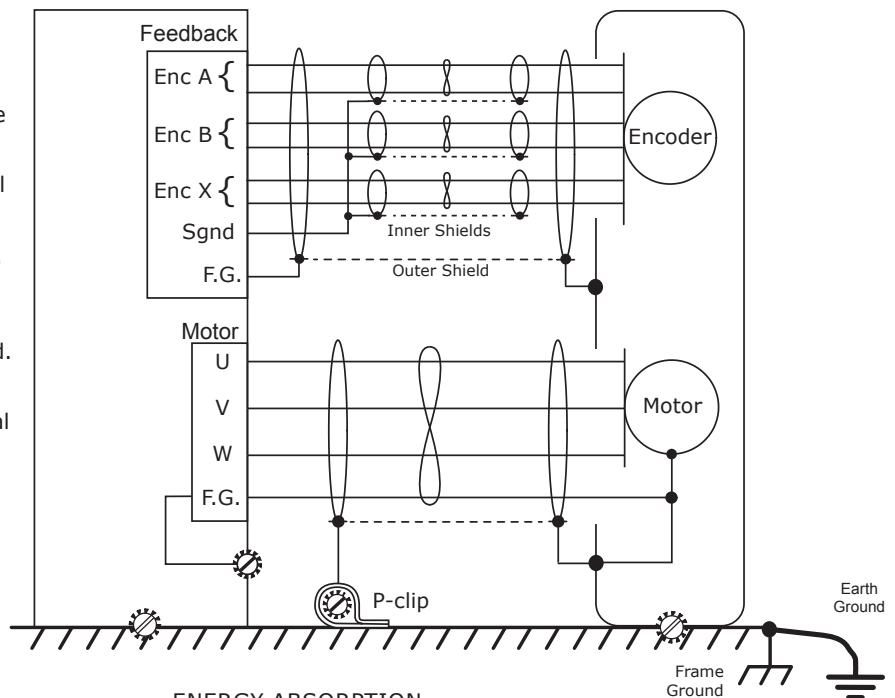 Feedback
Enc A {
Enc B {
Enc X {
Sgnd
F.G.
Encoder
Inner Shields
Outer Shield
Motor
U
V
W
F.G.
Motor
P-clip
Earth
Ground
Frame
Ground
ENERGY ABSORPTION